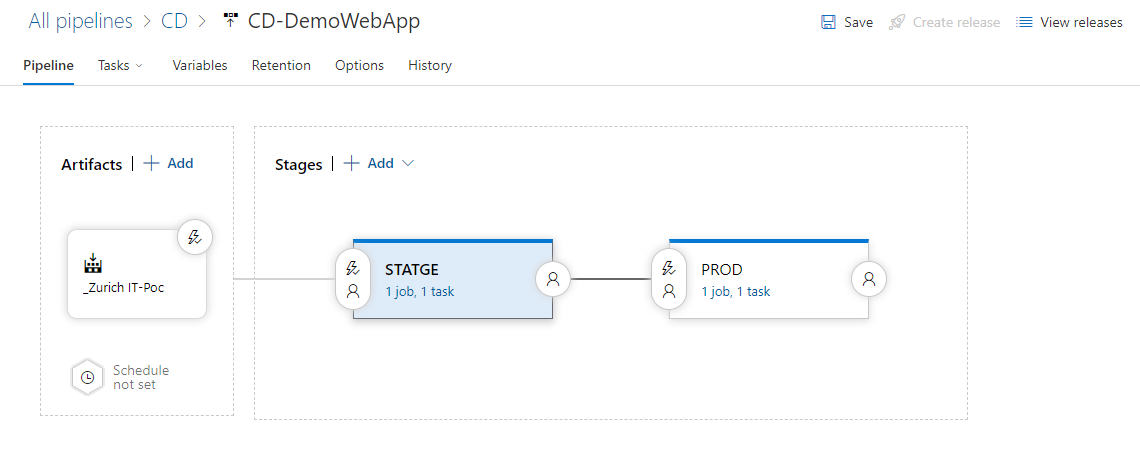 All pipelines > CD > CD-DemoWebApp
Save Create release View releases
Pipeline Tasks Variables Retention Options History
Artifacts | + Add
Stages | + Add
_Zurich IT-Poc
STATGE
1 job, 1 task
PROD
1 job, 1 task
Schedule
not set